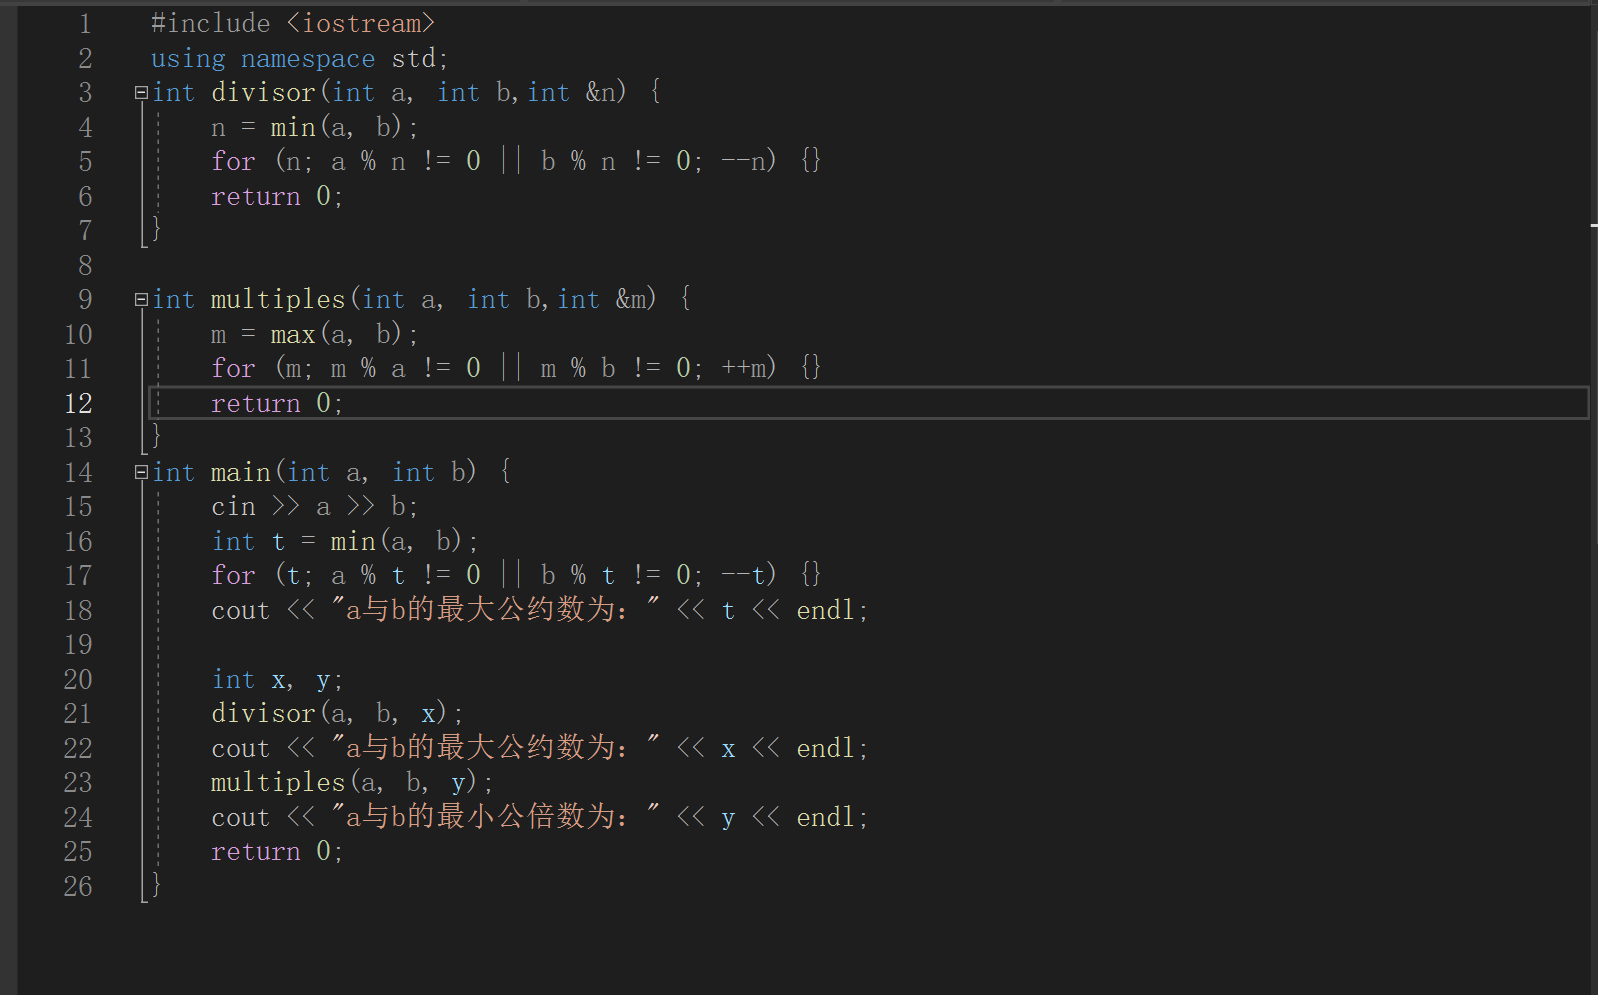 1 #include <iostream>
2 using namespace std;
3 int divisor(int a, int b,int &n) {
4 n = min(a, b);
5 for (n; a % n != 0 || b % n != 0; --n) {}
6 return 0;
7 }
8
9 int multiples(int a, int b,int &m) {
10 m = max(a, b);
11 for (m; m % a != 0 || m % b != 0; ++m) {}
12 return 0;
13 }
14 int main(int a, int b) {
15 cin >> a >> b;
16 int t = min(a, b);
17 for (t; a % t != 0 || b % t != 0; --t) {}
18 cout << "a与b的最大公约数为：" << t << endl;
19
20 int x, y;
21 divisor(a, b, x);
22 cout << "a与b的最大公约数为：" << x << endl;
23 multiples(a, b, y);
24 cout << "a与b的最小公倍数为：" << y << endl;
25 return 0;
26 }